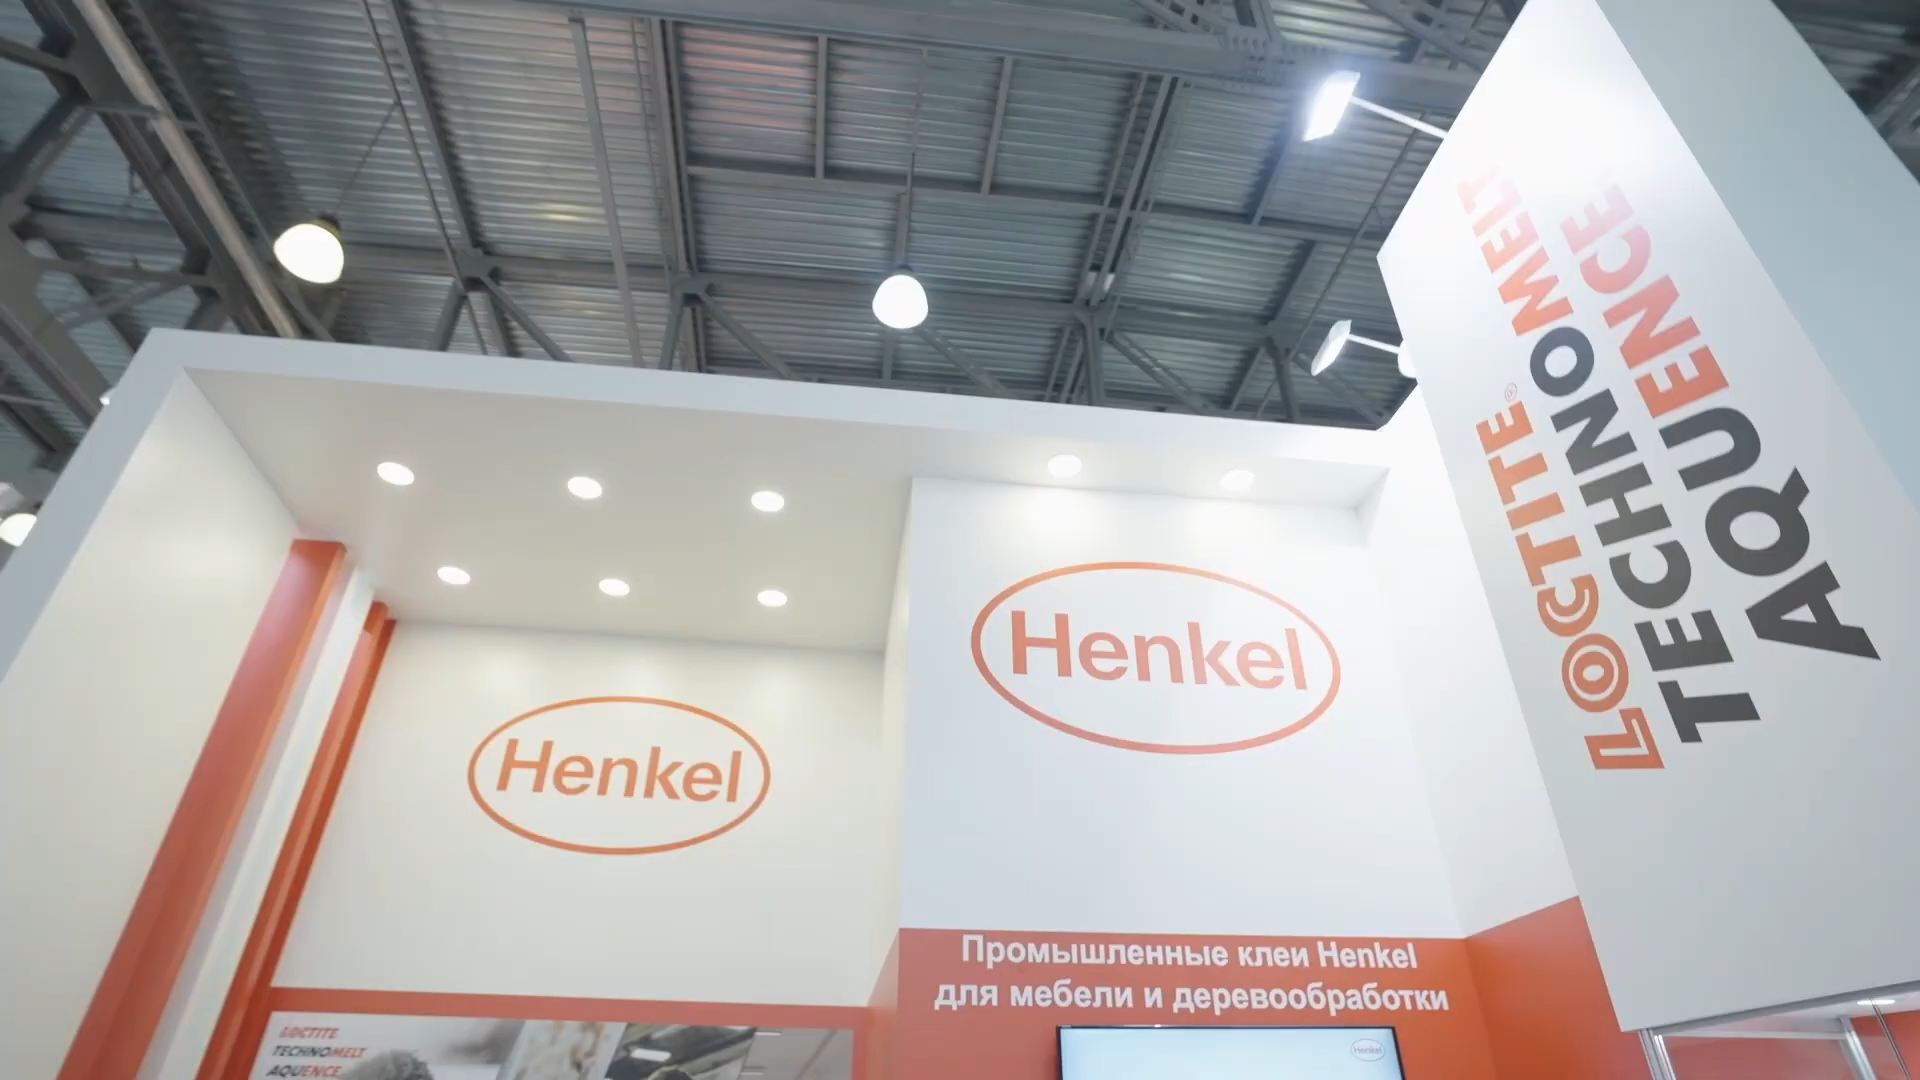 Henkel
Henkel
LOCTITE®
TECHNOMELT
AQUENCE
Промышленные клеи Henkel
для мебели и деревообработки
LOCTITE
TECHNOMELT
AQUENCE
Henkel